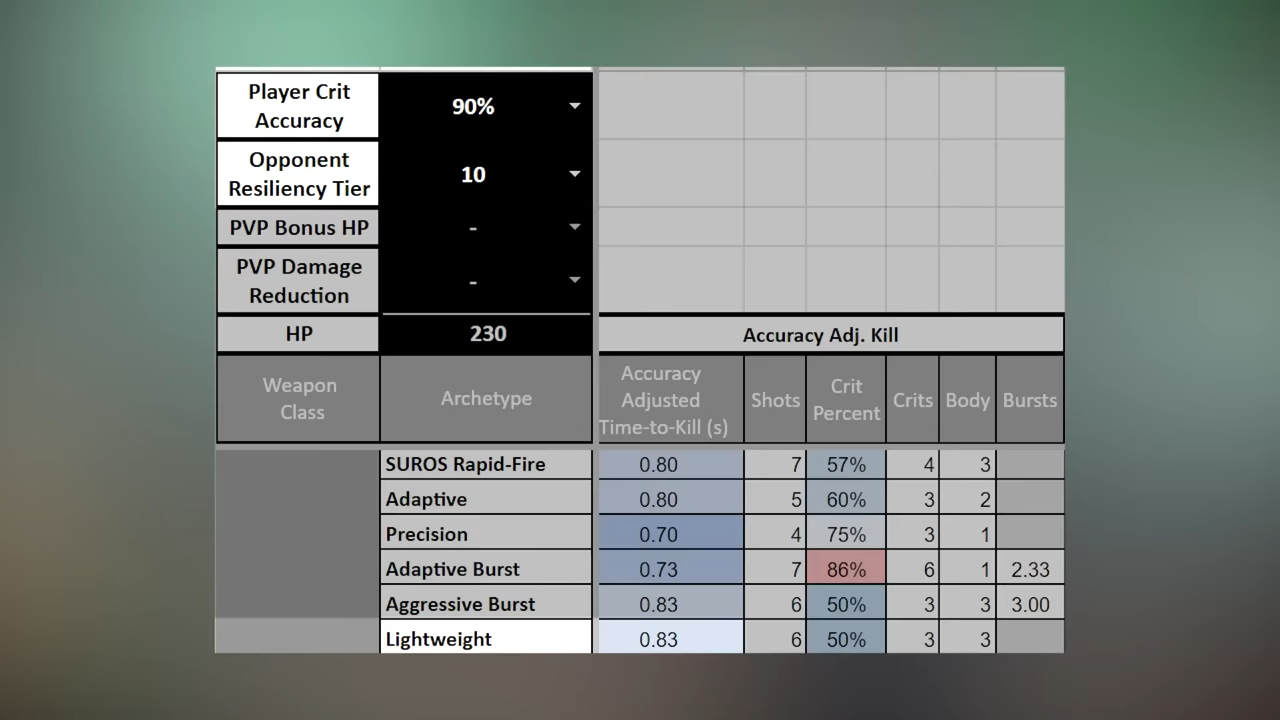 Player Crit
Accuracy
90%
Opponent
Resiliency Tier
10
PVP Bonus HP
-
PVP Damage
Reduction
-
HP 230 Accuracy Adj. Kill
Weapon
Class
Archetype
Accuracy
Adjusted
Time-to-Kill (s)
Shots
Crit
Percent
Crits Body Bursts
SUROS Rapid-Fire 0.80 7 57% 4 3
Adaptive 0.80 5 60% 3 2
Precision 0.70 4 75% 3 1
Adaptive Burst 0.73 7 86% 6 1 2.33
Aggressive Burst 0.83 6 50% 3 3 3.00
Lightweight 0.83 6 50% 3 3